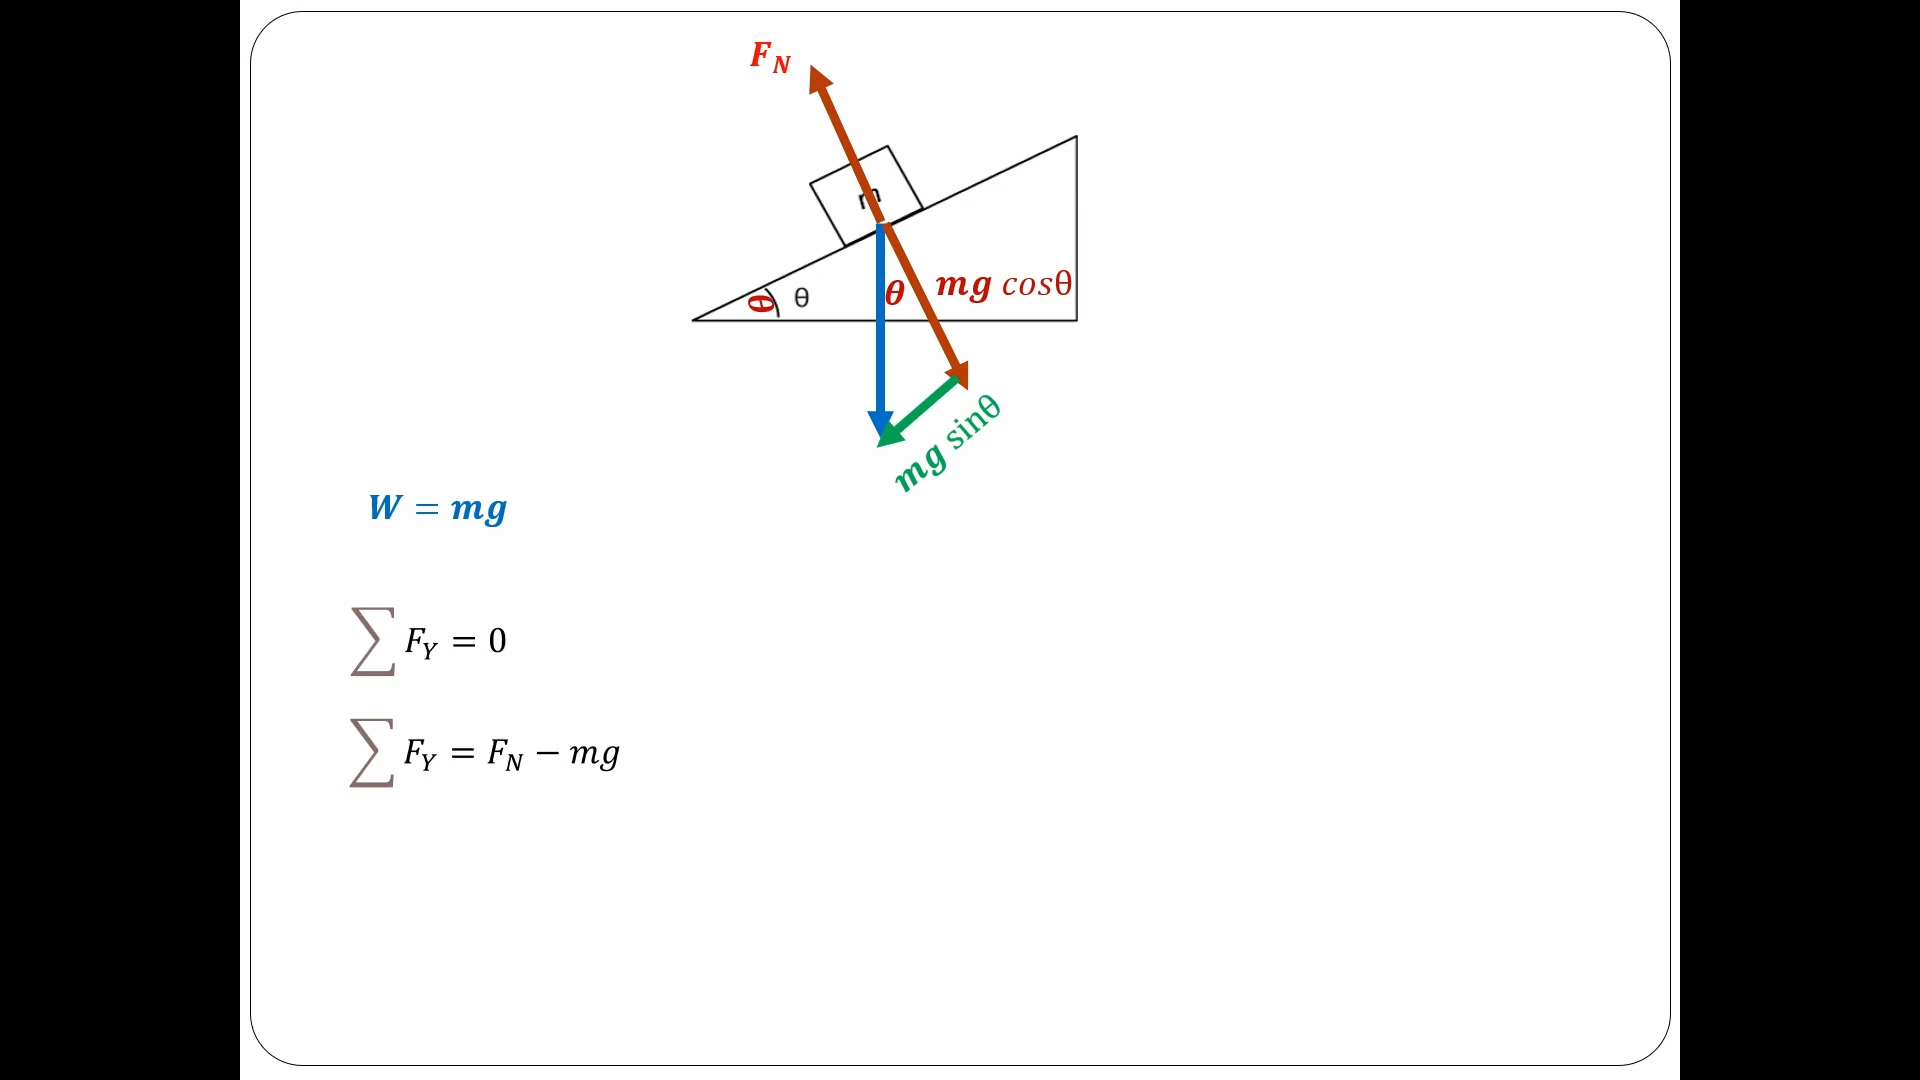 F_N
m
mg cosθ
θ
θ
θ
mg sinθ
W = mg
∑ F_Y = 0
∑ F_Y = F_N − mg